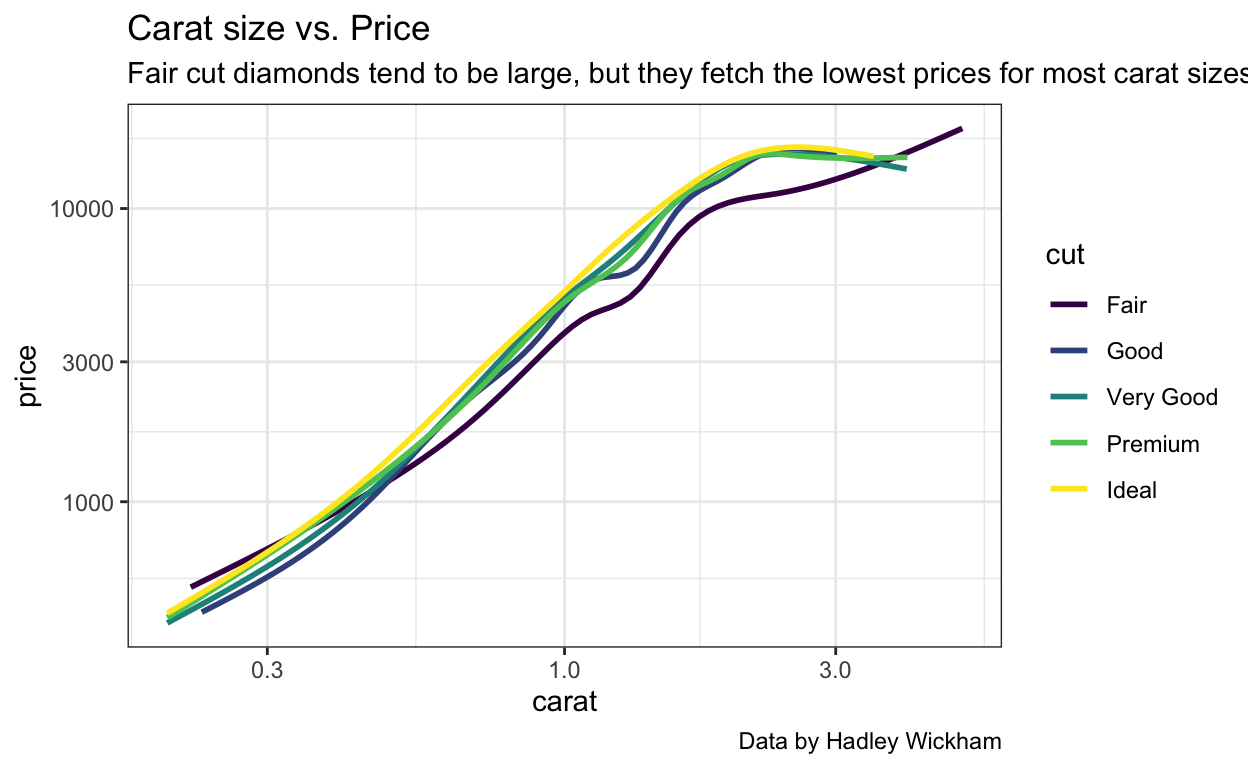 Carat size vs. Price
Fair cut diamonds tend to be large, but they fetch the lowest prices for most carat sizes
10000
3000
1000
price
0.3
1.0
3.0
carat
cut
Fair
Good
Very Good
Premium
Ideal
Data by Hadley Wickham